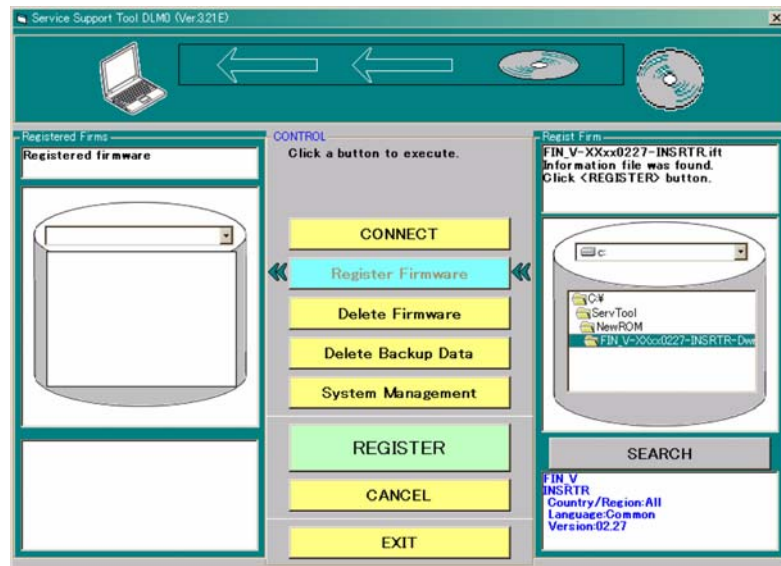 Service Support Tool DLM0 (Ver.3.21E)
Registered Firms
Registered firmware
CONTROL
Click a button to execute.
CONNECT
Register Firmware
Delete Firmware
Delete Backup Data
System Management
REGISTER
CANCEL
EXIT
Regist Firm
FIN_V-XXxx0227-INSRTR.ift
Information file was found.
Click <REGISTER> button.
c:
C:¥
ServTool
NewROM
FIN_V-XXxx0227-INSRTR-Dw
SEARCH
FIN_V
INSRTR
Country/Region:All
Language:Common
Version:02.27